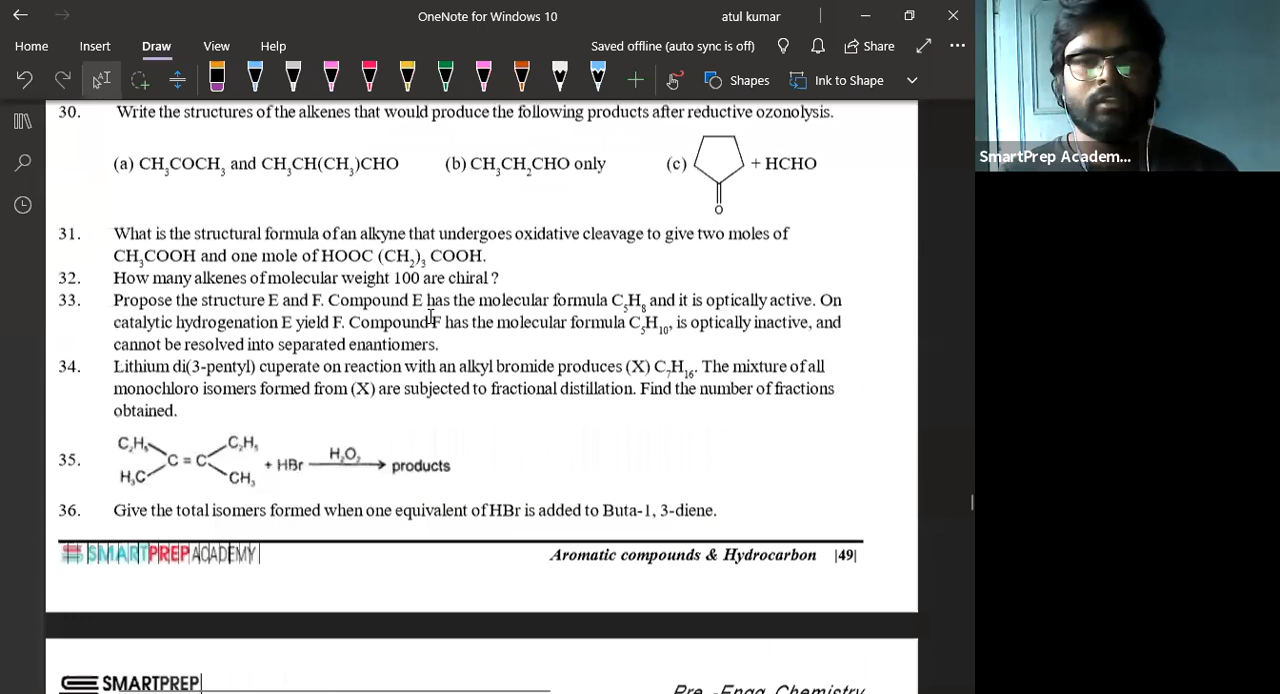 OneNote for Windows 10
atul kumar
Home Insert Draw View Help
Saved offline (auto sync is off)
Share
Shapes
Ink to Shape
SmartPrep Academ...
30. Write the structures of the alkenes that would produce the following products after reductive ozonolysis.
(a) CH₃COCH₃ and CH₃CH(CH₃)CHO (b) CH₃CH₂CHO only (c) + HCHO
O
31. What is the structural formula of an alkyne that undergoes oxidative cleavage to give two moles of
CH₃COOH and one mole of HOOC (CH₂)₃ COOH.
32. How many alkenes of molecular weight 100 are chiral ?
33. Propose the structure E and F. Compound E has the molecular formula C₅H₈ and it is optically active. On
catalytic hydrogenation E yield F. Compound F has the molecular formula C₅H₁₀, is optically inactive, and
cannot be resolved into separated enantiomers.
34. Lithium di(3-pentyl) cuperate on reaction with an alkyl bromide produces (X) C₇H₁₆. The mixture of all
monochloro isomers formed from (X) are subjected to fractional distillation. Find the number of fractions
obtained.
C₂H₅ C₂H₅
35. C = C + HBr H₂O₂ products
H₃C CH₃
36. Give the total isomers formed when one equivalent of HBr is added to Buta-1, 3-diene.
SMARTPREP ACADEMY
Aromatic compounds & Hydrocarbon |49|
SMARTPREP
Pre -Engg Chemistry